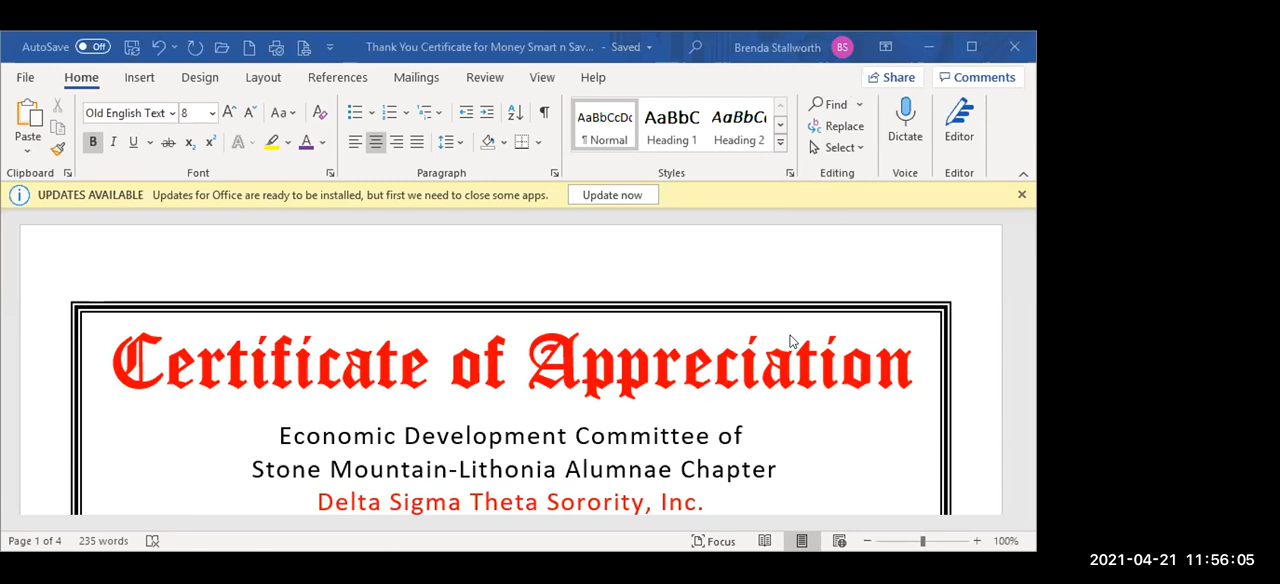 AutoSave Off Thank You Certificate for Money Smart n Sav... - Saved Brenda Stallworth BS
File Home Insert Design Layout References Mailings Review View Help Share Comments
Paste Old English Text 8 A A Aa A AaBbCcDc AaBbC AaBbCc Find Replace Select Dictate Editor
B I U ab x₂ x² A A ¶ Normal Heading 1 Heading 2
Clipboard Font Paragraph Styles Editing Voice Editor
UPDATES AVAILABLE Updates for Office are ready to be installed, but first we need to close some apps. Update now
Certificate of Appreciation
Economic Development Committee of
Stone Mountain-Lithonia Alumnae Chapter
Delta Sigma Theta Sorority, Inc.
Page 1 of 4 235 words Focus 100%
2021-04-21 11:56:05